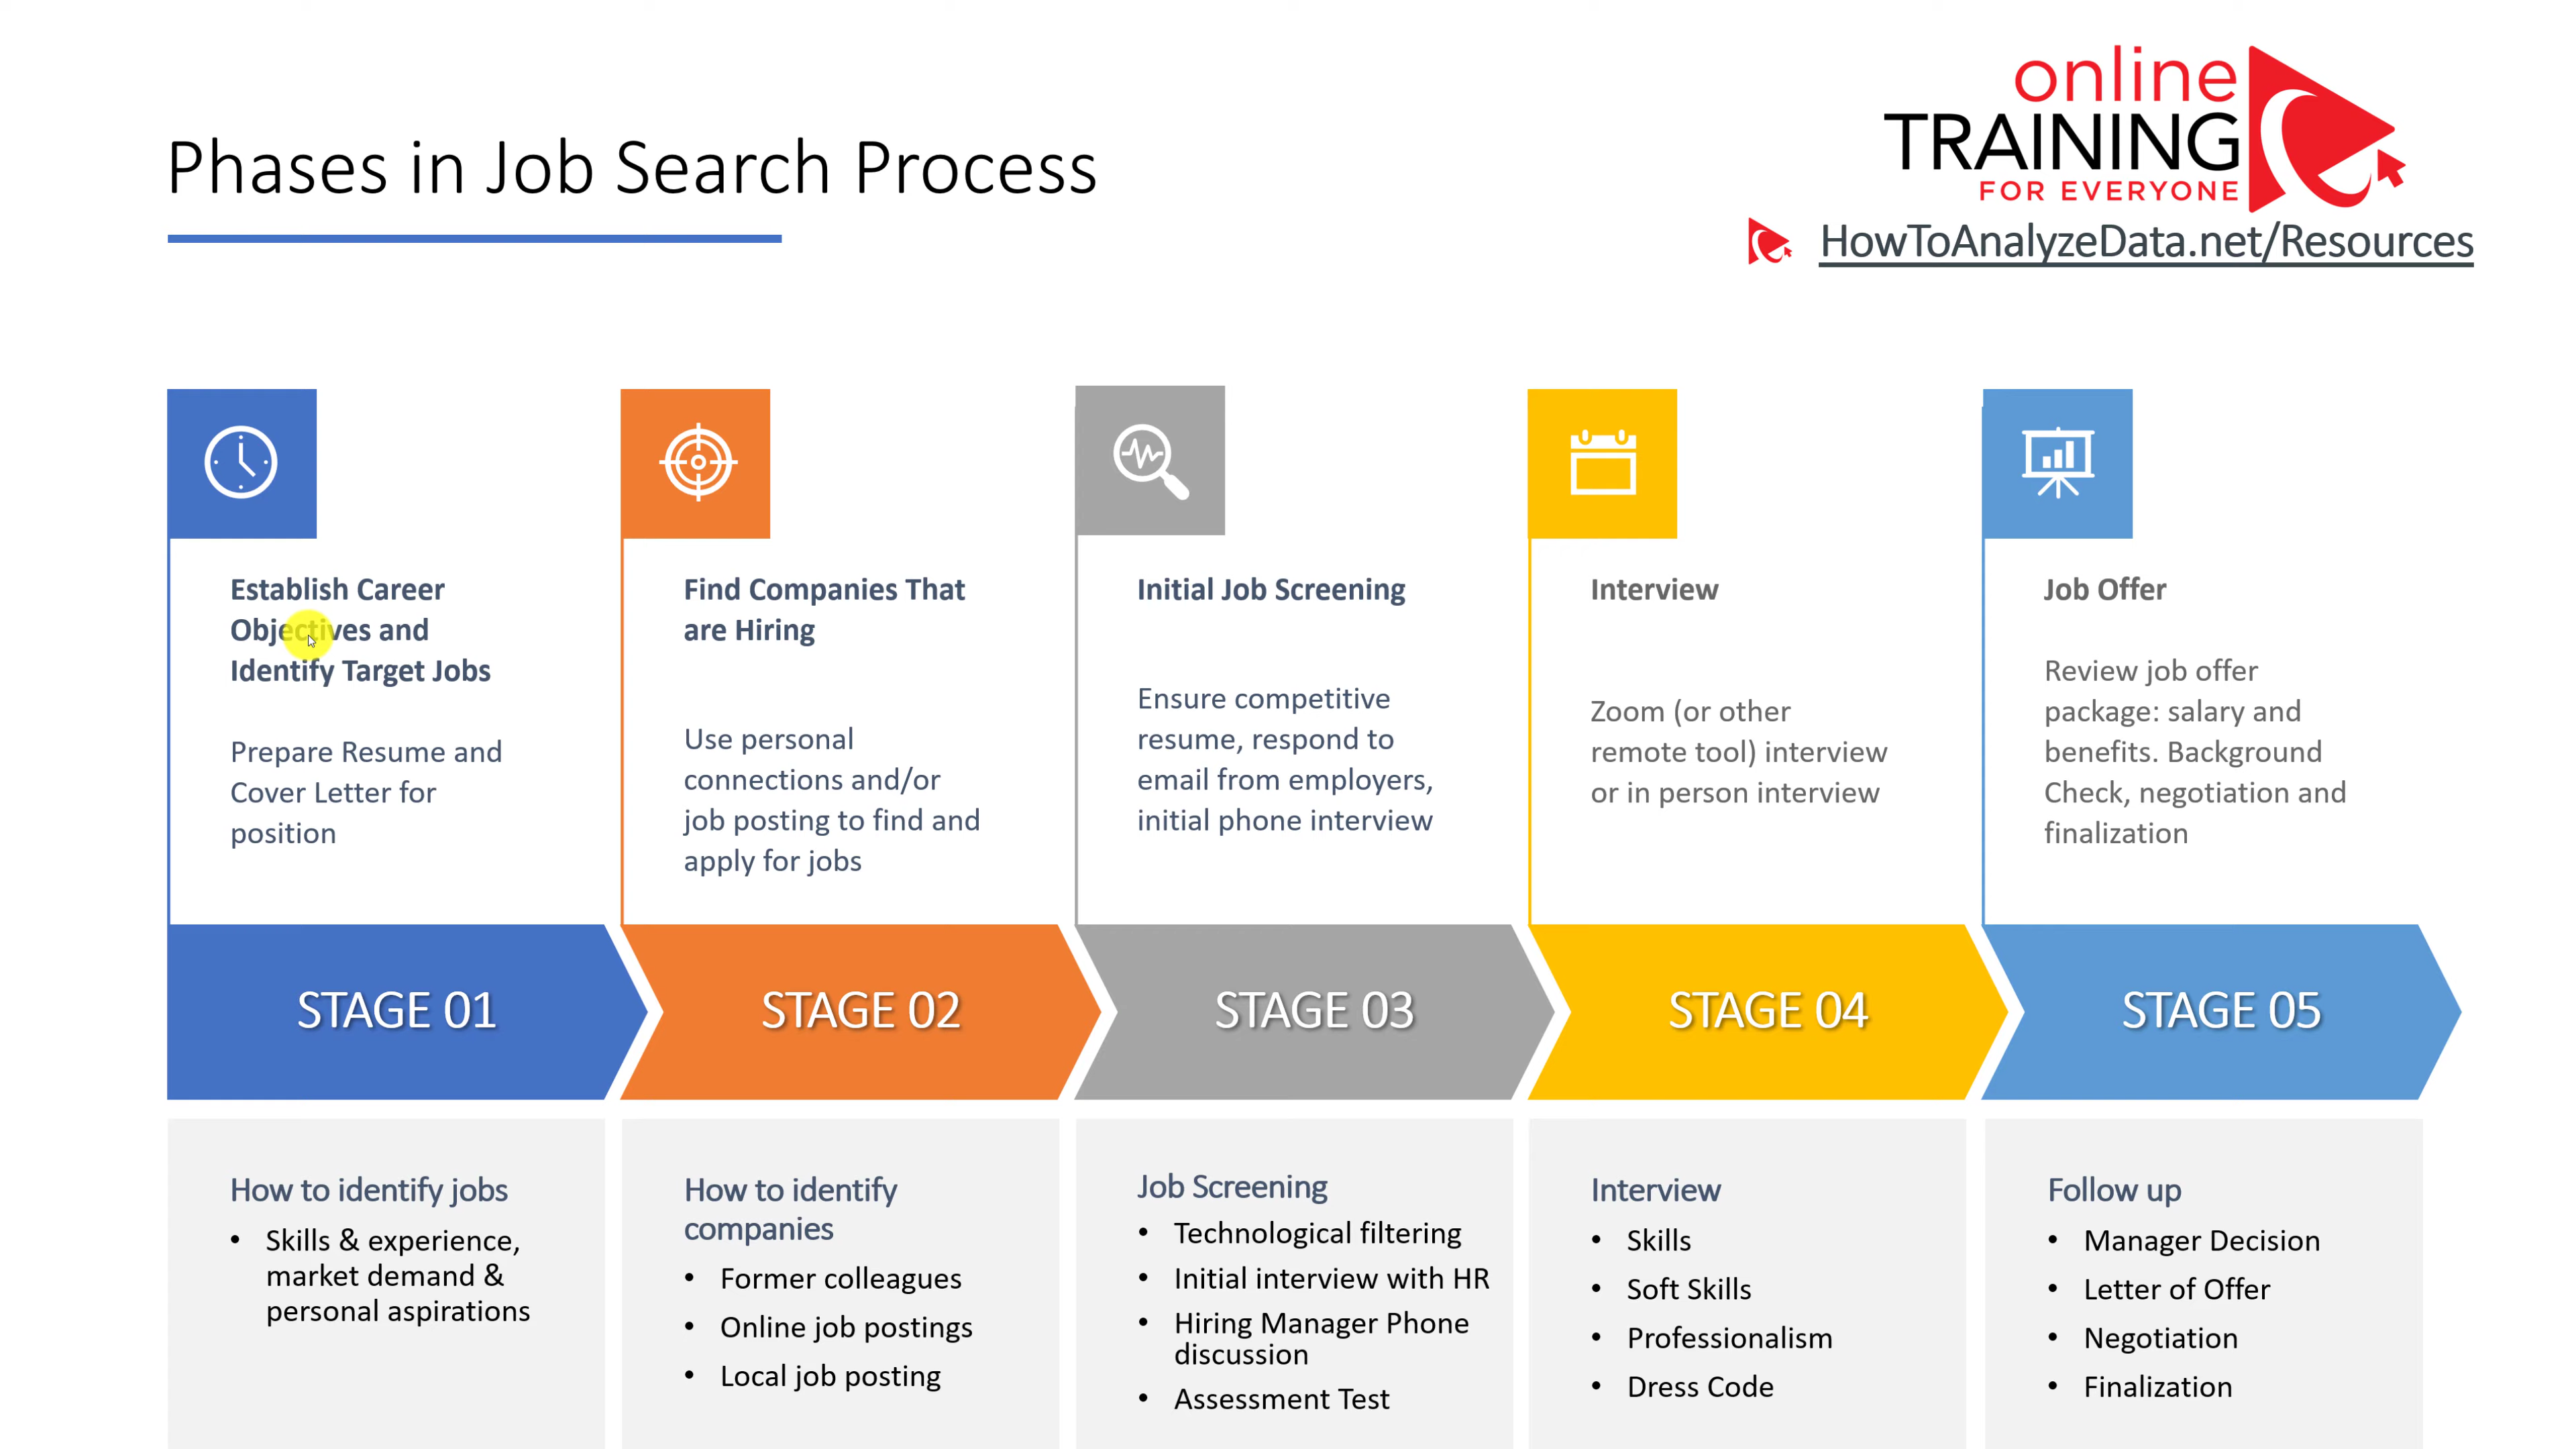 Phases in Job Search Process
online
TRAINING
FOR EVERYONE
HowToAnalyzeData.net/Resources
Establish Career
Objectives and
Identify Target Jobs
Prepare Resume and
Cover Letter for
position
Find Companies That
are Hiring
Use personal
connections and/or
job posting to find and
apply for jobs
Initial Job Screening
Ensure competitive
resume, respond to
email from employers,
initial phone interview
Interview
Zoom (or other
remote tool) interview
or in person interview
Job Offer
Review job offer
package: salary and
benefits. Background
Check, negotiation and
finalization
STAGE 01
STAGE 02
STAGE 03
STAGE 04
STAGE 05
How to identify jobs
• Skills & experience,
market demand &
personal aspirations
How to identify
companies
• Former colleagues
• Online job postings
• Local job posting
Job Screening
• Technological filtering
• Initial interview with HR
• Hiring Manager Phone
discussion
• Assessment Test
Interview
• Skills
• Soft Skills
• Professionalism
• Dress Code
Follow up
• Manager Decision
• Letter of Offer
• Negotiation
• Finalization